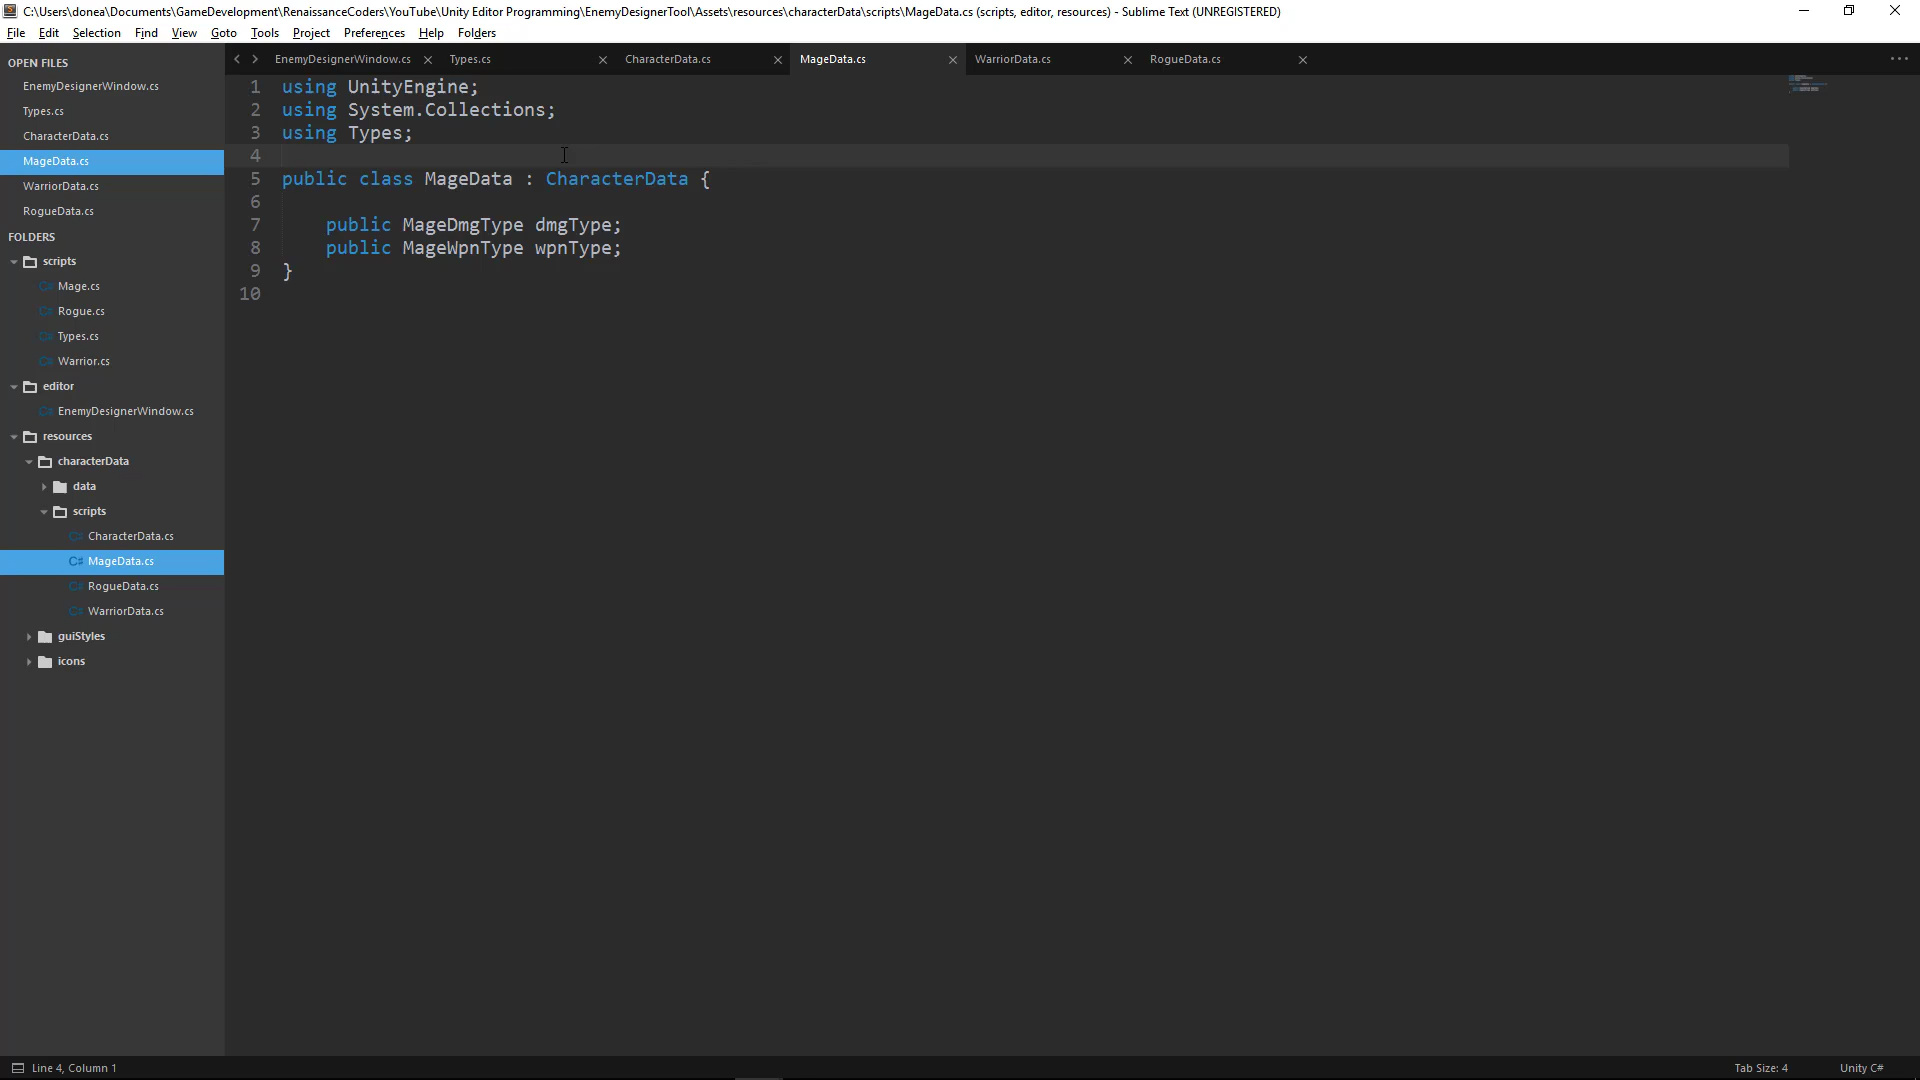 C:\Users\donea\Documents\GameDevelopment\RenaissanceCoders\YouTube\Unity Editor Programming\EnemyDesignerTool\Assets\resources\characterData\scripts\MageData.cs (scripts, editor, resources) - Sublime Text (UNREGISTERED)
File Edit Selection Find View Goto Tools Project Preferences Help Folders
OPEN FILES
EnemyDesignerWindow.cs
Types.cs
CharacterData.cs
MageData.cs
WarriorData.cs
RogueData.cs
FOLDERS
scripts
C# Mage.cs
C# Rogue.cs
C# Types.cs
C# Warrior.cs
editor
C# EnemyDesignerWindow.cs
resources
characterData
data
scripts
C# CharacterData.cs
C# MageData.cs
C# RogueData.cs
C# WarriorData.cs
guiStyles
icons
EnemyDesignerWindow.cs Types.cs CharacterData.cs MageData.cs WarriorData.cs RogueData.cs
1 using UnityEngine;
2 using System.Collections;
3 using Types;
4
5 public class MageData : CharacterData {
6
7 public MageDmgType dmgType;
8 public MageWpnType wpnType;
9 }
10
Line 4, Column 1
Tab Size: 4
Unity C#